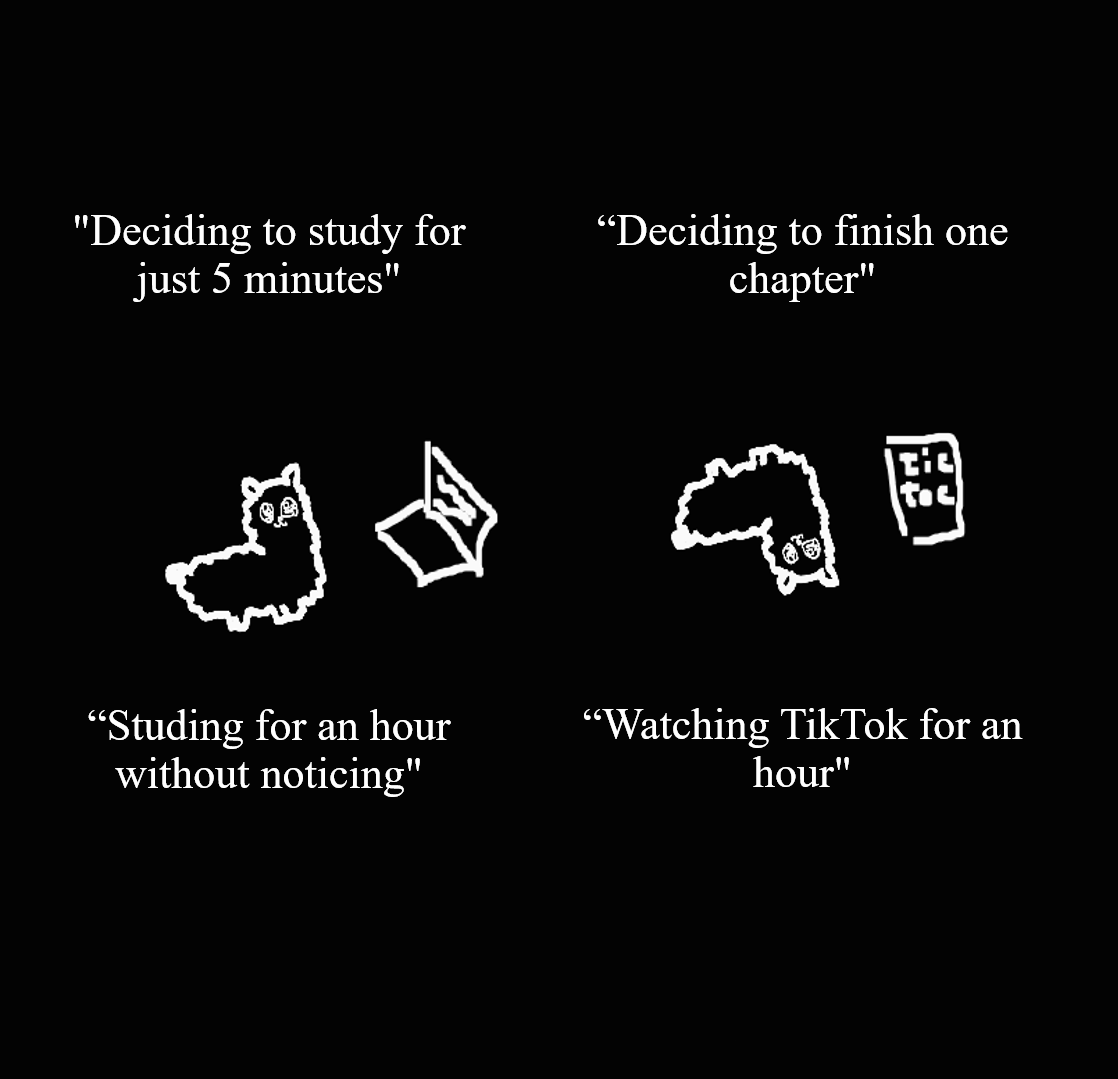 "Deciding to study for
just 5 minutes"
“Deciding to finish one
chapter"
tic
toc
“Studing for an hour
without noticing"
“Watching TikTok for an
hour"